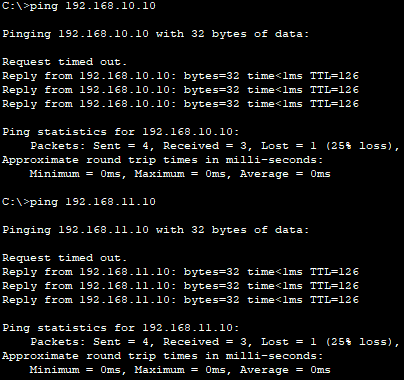 C:\>ping 192.168.10.10
Pinging 192.168.10.10 with 32 bytes of data:
Request timed out.
Reply from 192.168.10.10: bytes=32 time<1ms TTL=126
Reply from 192.168.10.10: bytes=32 time<1ms TTL=126
Reply from 192.168.10.10: bytes=32 time<1ms TTL=126
Ping statistics for 192.168.10.10:
Packets: Sent = 4, Received = 3, Lost = 1 (25% loss),
Approximate round trip times in milli-seconds:
Minimum = 0ms, Maximum = 0ms, Average = 0ms
C:\>ping 192.168.11.10
Pinging 192.168.11.10 with 32 bytes of data:
Request timed out.
Reply from 192.168.11.10: bytes=32 time<1ms TTL=126
Reply from 192.168.11.10: bytes=32 time<1ms TTL=126
Reply from 192.168.11.10: bytes=32 time<1ms TTL=126
Ping statistics for 192.168.11.10:
Packets: Sent = 4, Received = 3, Lost = 1 (25% loss),
Approximate round trip times in milli-seconds:
Minimum = 0ms, Maximum = 0ms, Average = 0ms